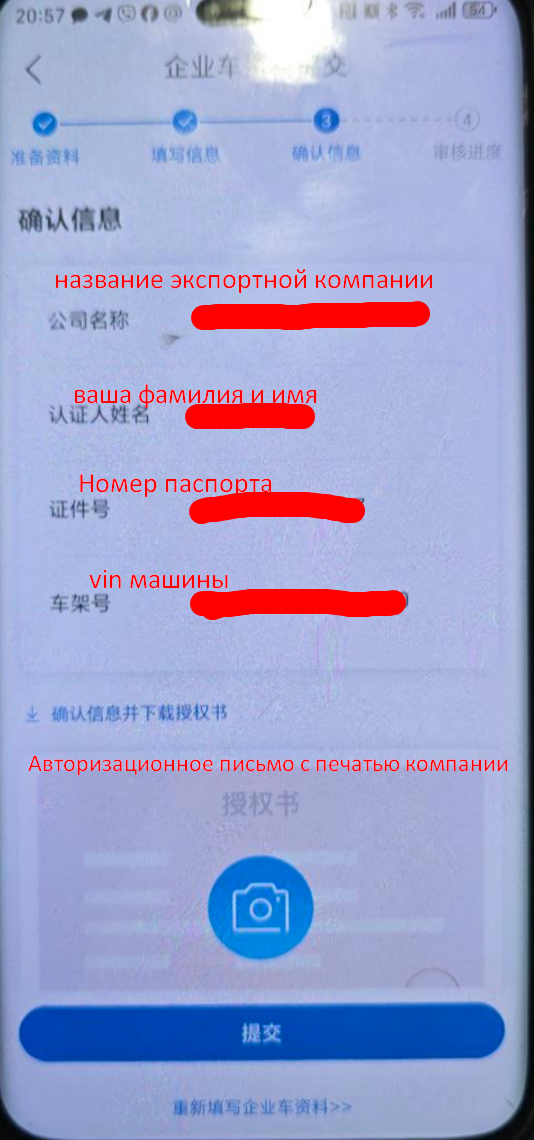 20:57
企业车 提交
3 4
准备资料 填写信息 确认信息 审核进度
确认信息
название экспортной компании
公司名称
ваша фамилия и имя
认证人姓名
Номер паспорта
证件号
vin машины
车架号
确认信息并下载授权书
Авторизационное письмо с печатью компании
授权书
提交
重新填写企业车资料>>